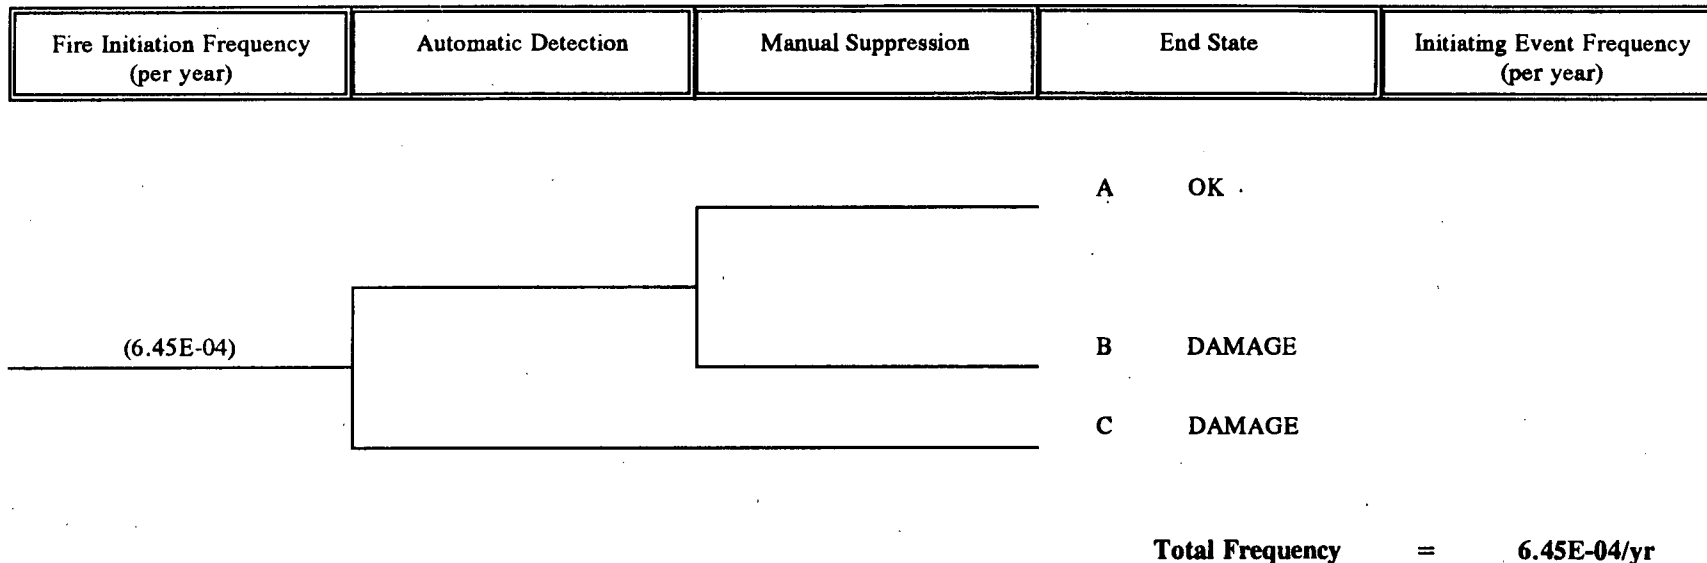 Fire Initiation Frequency
(per year)
Automatic Detection
Manual Suppression
End State
Initiating Event Frequency
(per year)
A OK
(6.45E-04)
B DAMAGE
C DAMAGE
Total Frequency = 6.45E-04/yr